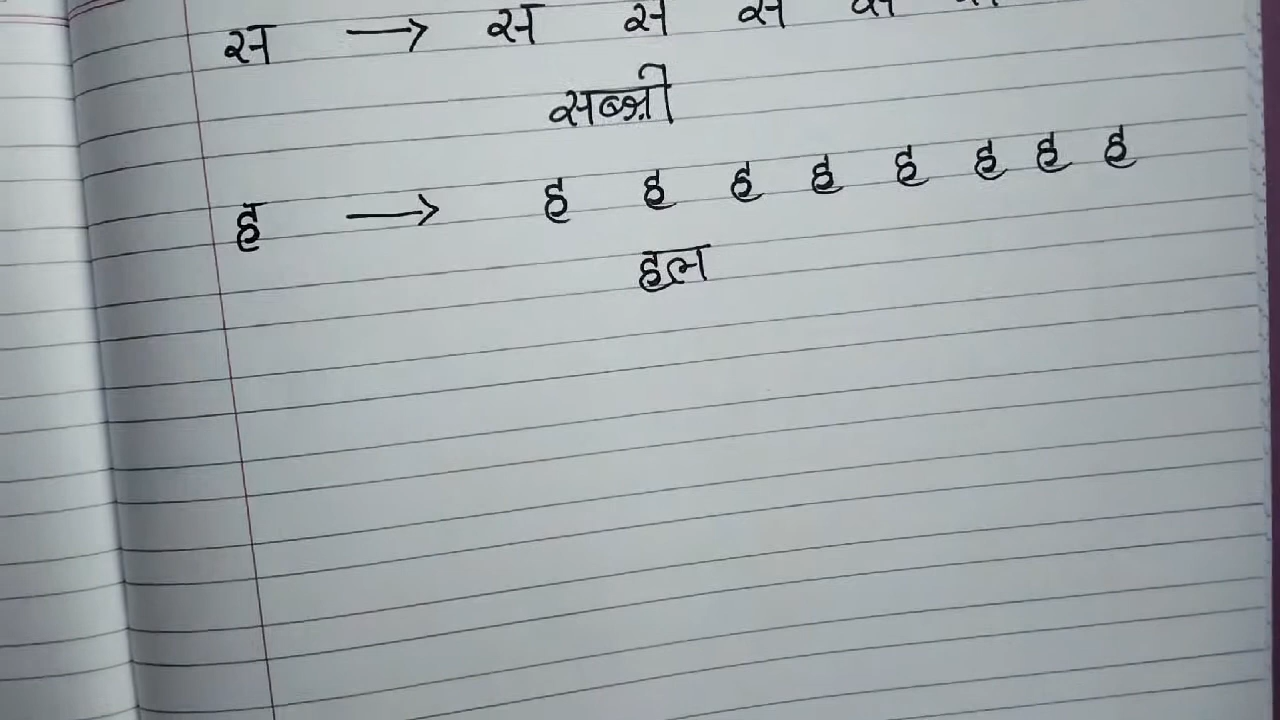 स → स स स स स
सब्जी
ह → ह ह ह ह ह ह ह ह
हल